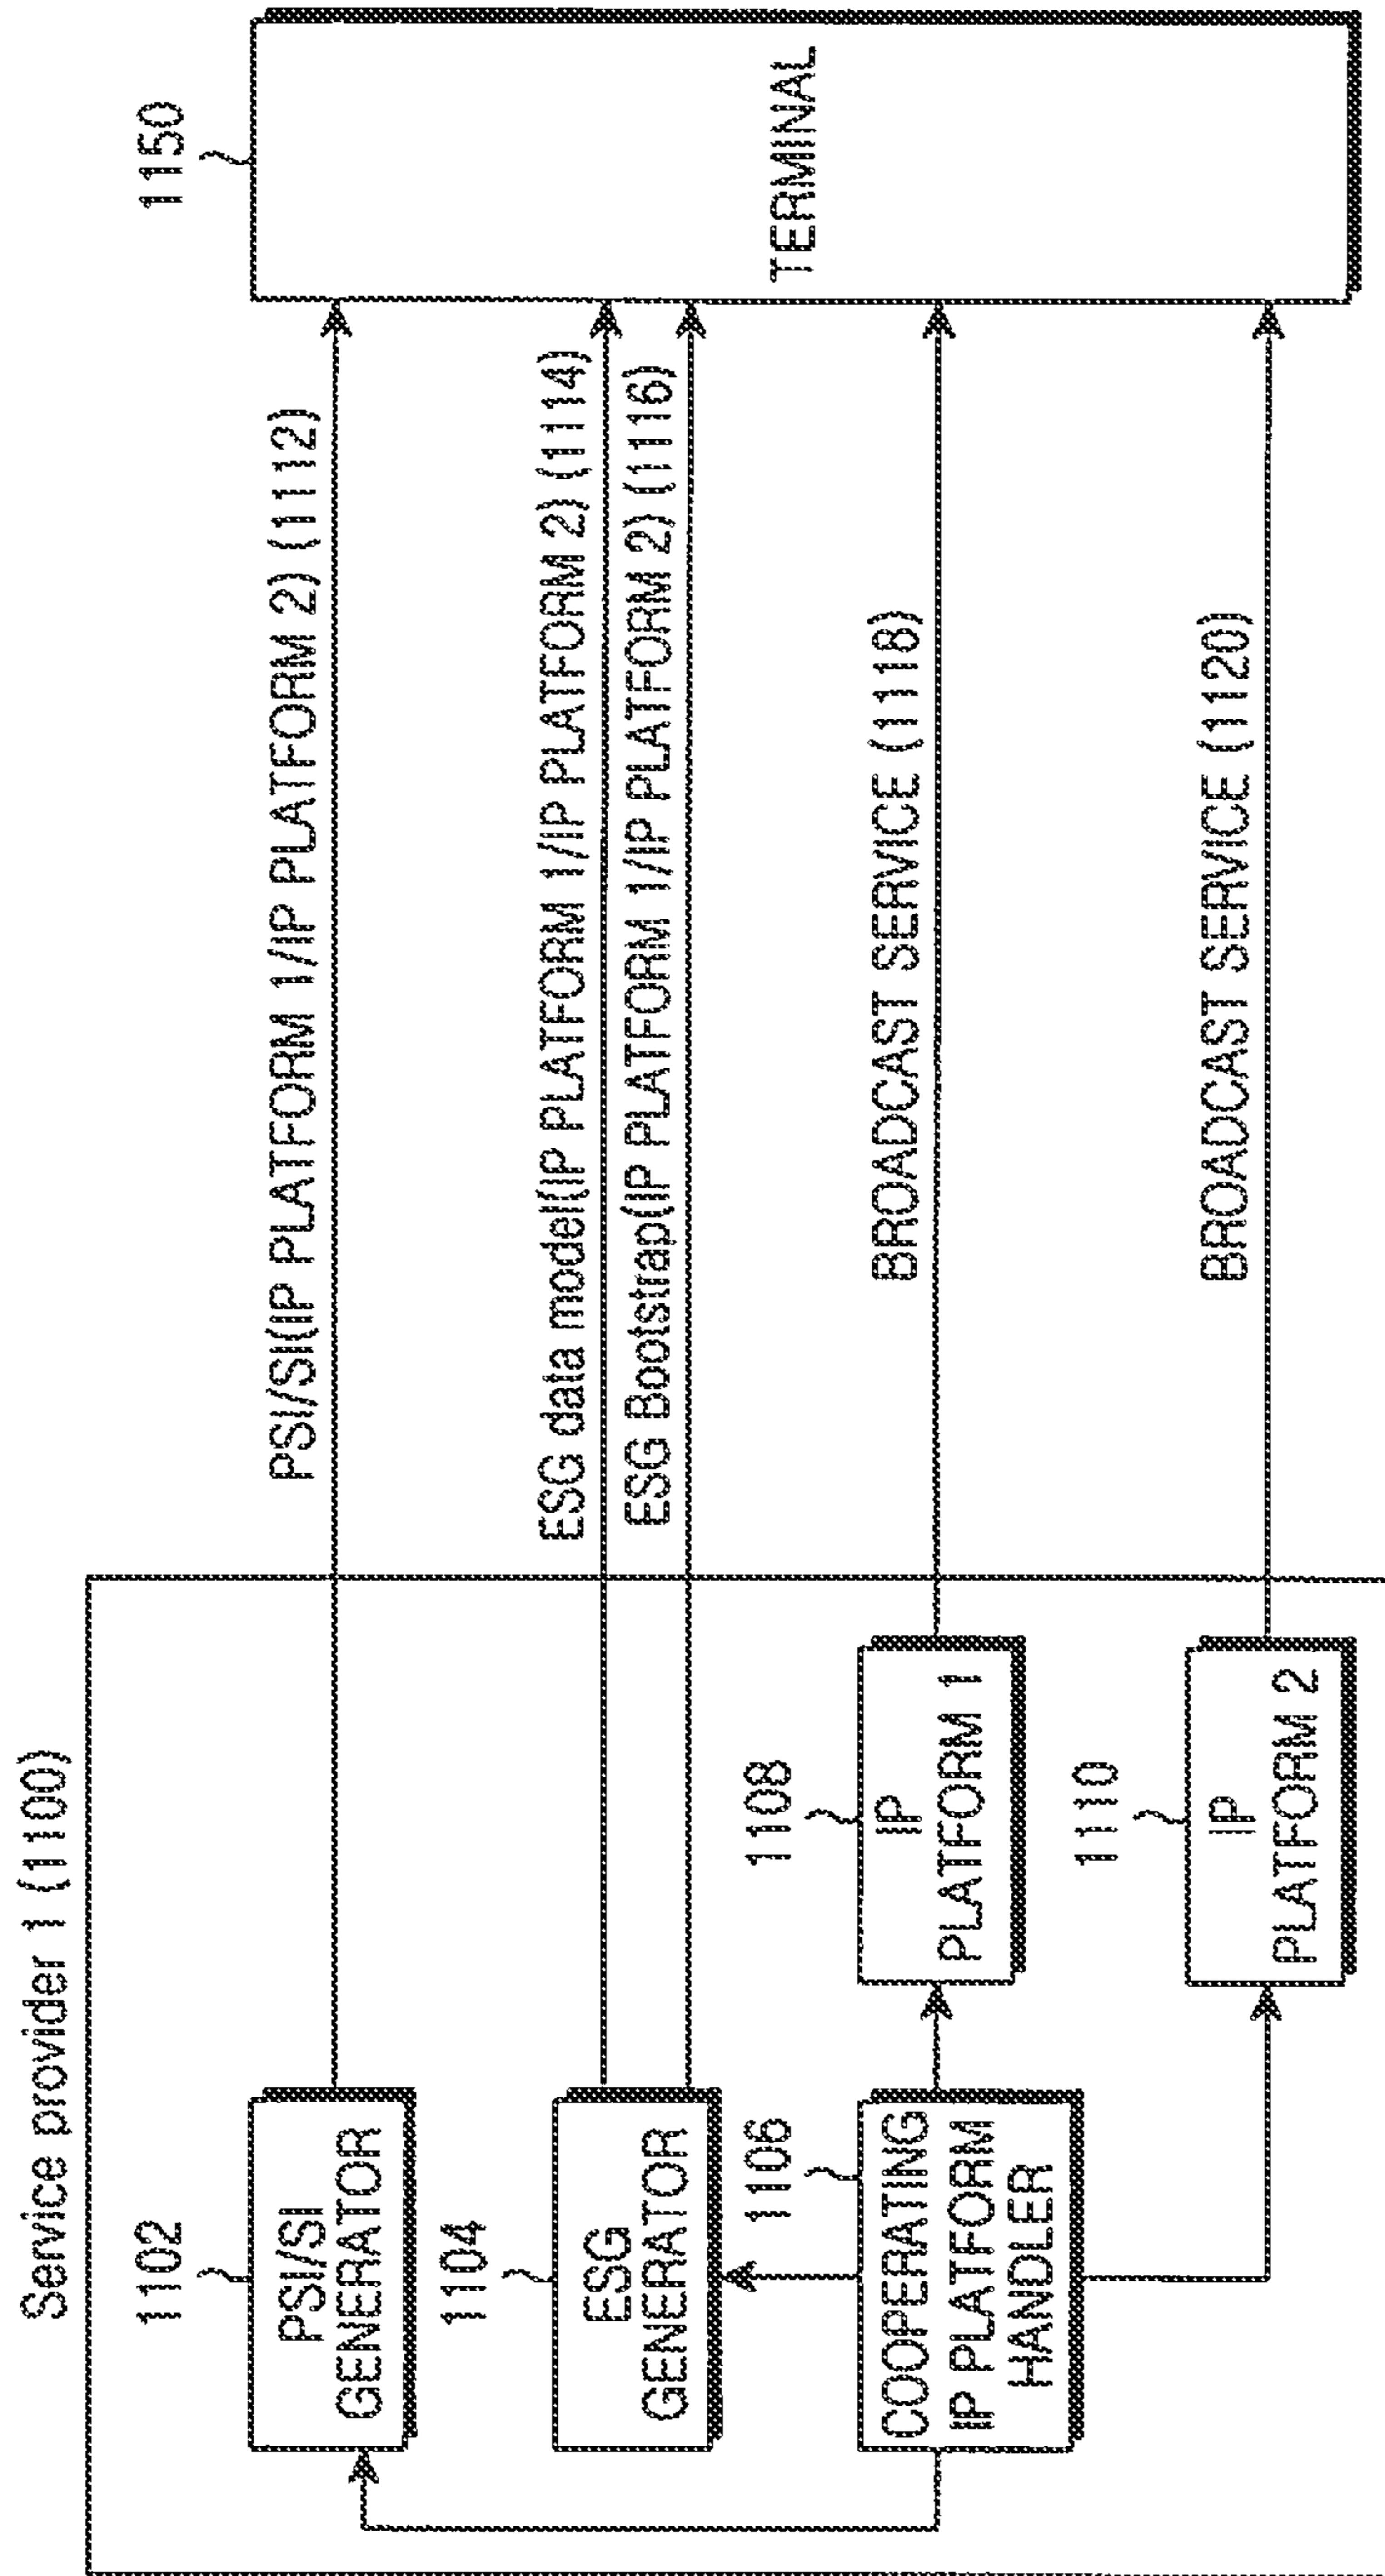 Service provider 1 (1100)
1102
PSI/SI
GENERATOR
1104
ESG
GENERATOR
1106
COOPERATING
IP PLATFORM
HANDLER
1108
IP
PLATFORM 1
1110
IP
PLATFORM 2
PSI/SI(IP PLATFORM 1/IP PLATFORM 2) (1112)
ESG data model(IP PLATFORM 1/IP PLATFORM 2) (1114)
ESG Bootstrap(IP PLATFORM 1/IP PLATFORM 2) (1116)
BROADCAST SERVICE (1118)
BROADCAST SERVICE (1120)
1150
TERMINAL